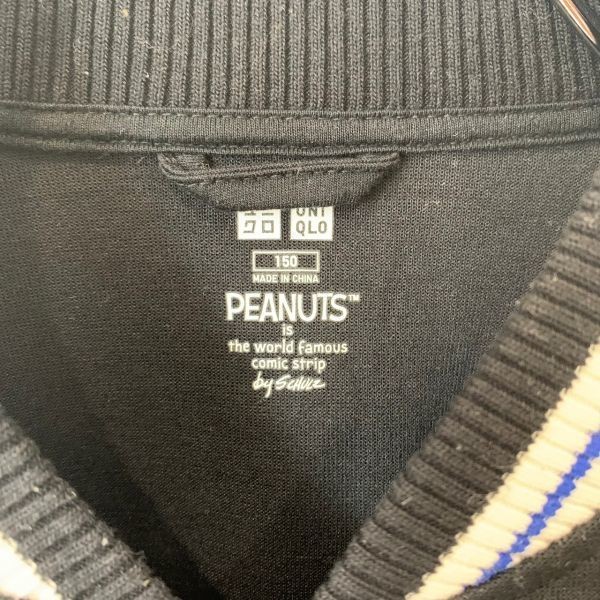 ユニ UNI
クロ QLO
150
MADE IN CHINA
PEANUTS™
is
the world famous
comic strip
by SCHULZ